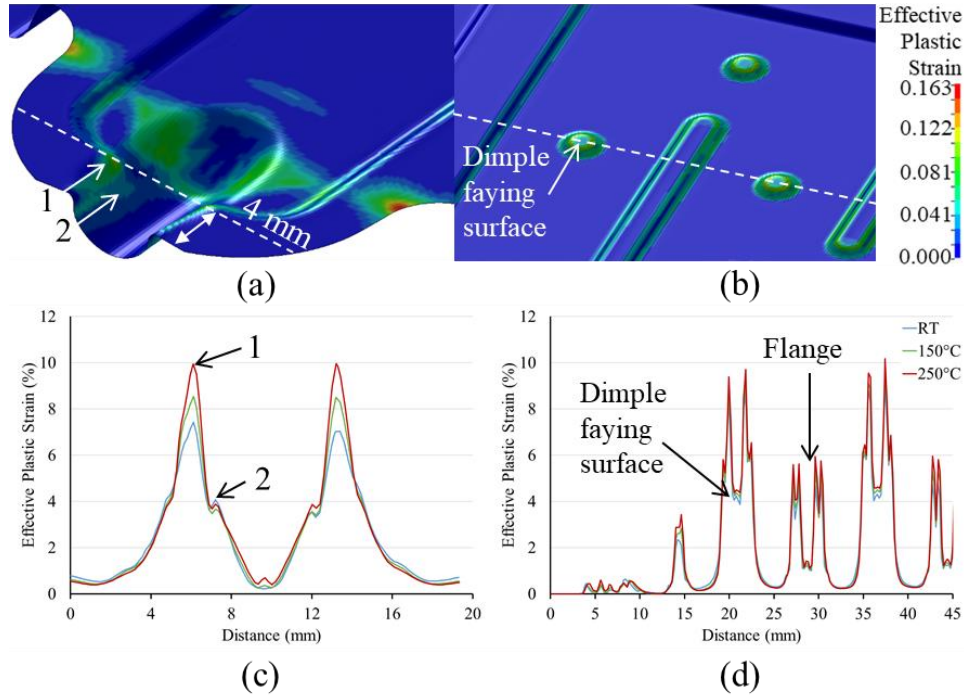 1
2
4 mm
(a)
Dimple
faying
surface
(b)
Effective
Plastic
Strain
0.163
0.122
0.081
0.041
0.000
Effective Plastic Strain (%)
12
10
8
6
4
2
0
0
4
8
12
16
20
Distance (mm)
1
2
(c)
Effective Plastic Strain (%)
12
10
8
6
4
2
0
0
5
10
15
20
25
30
35
40
45
Distance (mm)
Dimple
faying
surface
Flange
RT
150°C
250°C
(d)